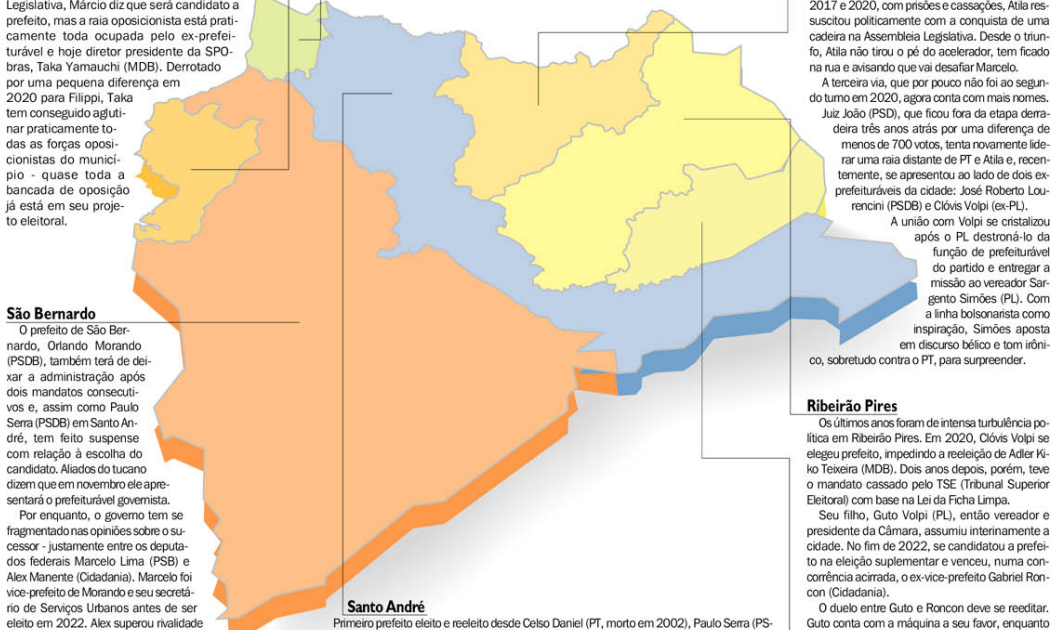 Legislativa, Márcio diz que será candidato a
prefeito, mas a raia oposicionista está prati-
camente toda ocupada pelo ex-prefei-
turável e hoje diretor presidente da SPO-
bras, Taka Yamauchi (MDB). Derrotado
por uma pequena diferença em
2020 para Filippi, Taka
tem conseguido agluti-
nar praticamente to-
das as forças oposi-
cionistas do municí-
pio - quase toda a
bancada de oposição
já está em seu proje-
to eleitoral.
São Bernardo
O prefeito de São Ber-
nardo, Orlando Morando
(PSDB), também terá de dei-
xar a administração após
dois mandatos consecuti-
vos e, assim como Paulo
Serra (PSDB) em Santo An-
dré, tem feito suspense
com relação à escolha do
candidato. Aliados do tucano
dizem que em novembro ele apre-
sentará o prefeiturável governista.
Por enquanto, o governo tem se
fragmentado nas opiniões sobre o su-
cessor - justamente entre os deputa-
dos federais Marcelo Lima (PSB) e
Alex Manente (Cidadania). Marcelo foi
vice-prefeito de Morando e seu secretá-
rio de Serviços Urbanos antes de ser
eleito em 2022. Alex superou rivalidade
Santo André
Primeiro prefeito eleito e reeleito desde Celso Daniel (PT, morto em 2002), Paulo Serra (PS-
2017 e 2020, com prisões e cassações, Atila res-
suscitou politicamente com a conquista de uma
cadeira na Assembleia Legislativa. Desde o triun-
fo, Atila não tirou o pé do acelerador, tem ficado
na rua e avisando que vai desafiar Marcelo.
A terceira via, que por pouco não foi ao segun-
do turno em 2020, agora conta com mais nomes.
Juiz João (PSD), que ficou fora da etapa derra-
deira três anos atrás por uma diferença de
menos de 700 votos, tenta novamente lide-
rar uma raia distante de PT e Atila e, recen-
temente, se apresentou ao lado de dois ex-
prefeituráveis da cidade: José Roberto Lou-
rencini (PSDB) e Clóvis Volpi (ex-PL).
A união com Volpi se cristalizou
após o PL destroná-lo da
função de prefeiturável
do partido e entregar a
missão ao vereador Sar-
gento Simões (PL). Com
a linha bolsonarista como
inspiração, Simões aposta
em discurso bélico e tom irôni-
co, sobretudo contra o PT, para surpreender.
Ribeirão Pires
Os últimos anos foram de intensa turbulência po-
lítica em Ribeirão Pires. Em 2020, Clóvis Volpi se
elegeu prefeito, impedindo a reeleição de Adler Ki-
ko Teixeira (MDB). Dois anos depois, porém, teve
o mandato cassado pelo TSE (Tribunal Superior
Eleitoral) com base na Lei da Ficha Limpa.
Seu filho, Guto Volpi (PL), então vereador e
presidente da Câmara, assumiu interinamente a
cidade. No fim de 2022, se candidatou a prefei-
to na eleição suplementar e venceu, numa con-
corrência acirrada, o ex-vice-prefeito Gabriel Ron-
con (Cidadania).
O duelo entre Guto e Roncon deve se reeditar.
Guto conta com a máquina a seu favor, enquanto